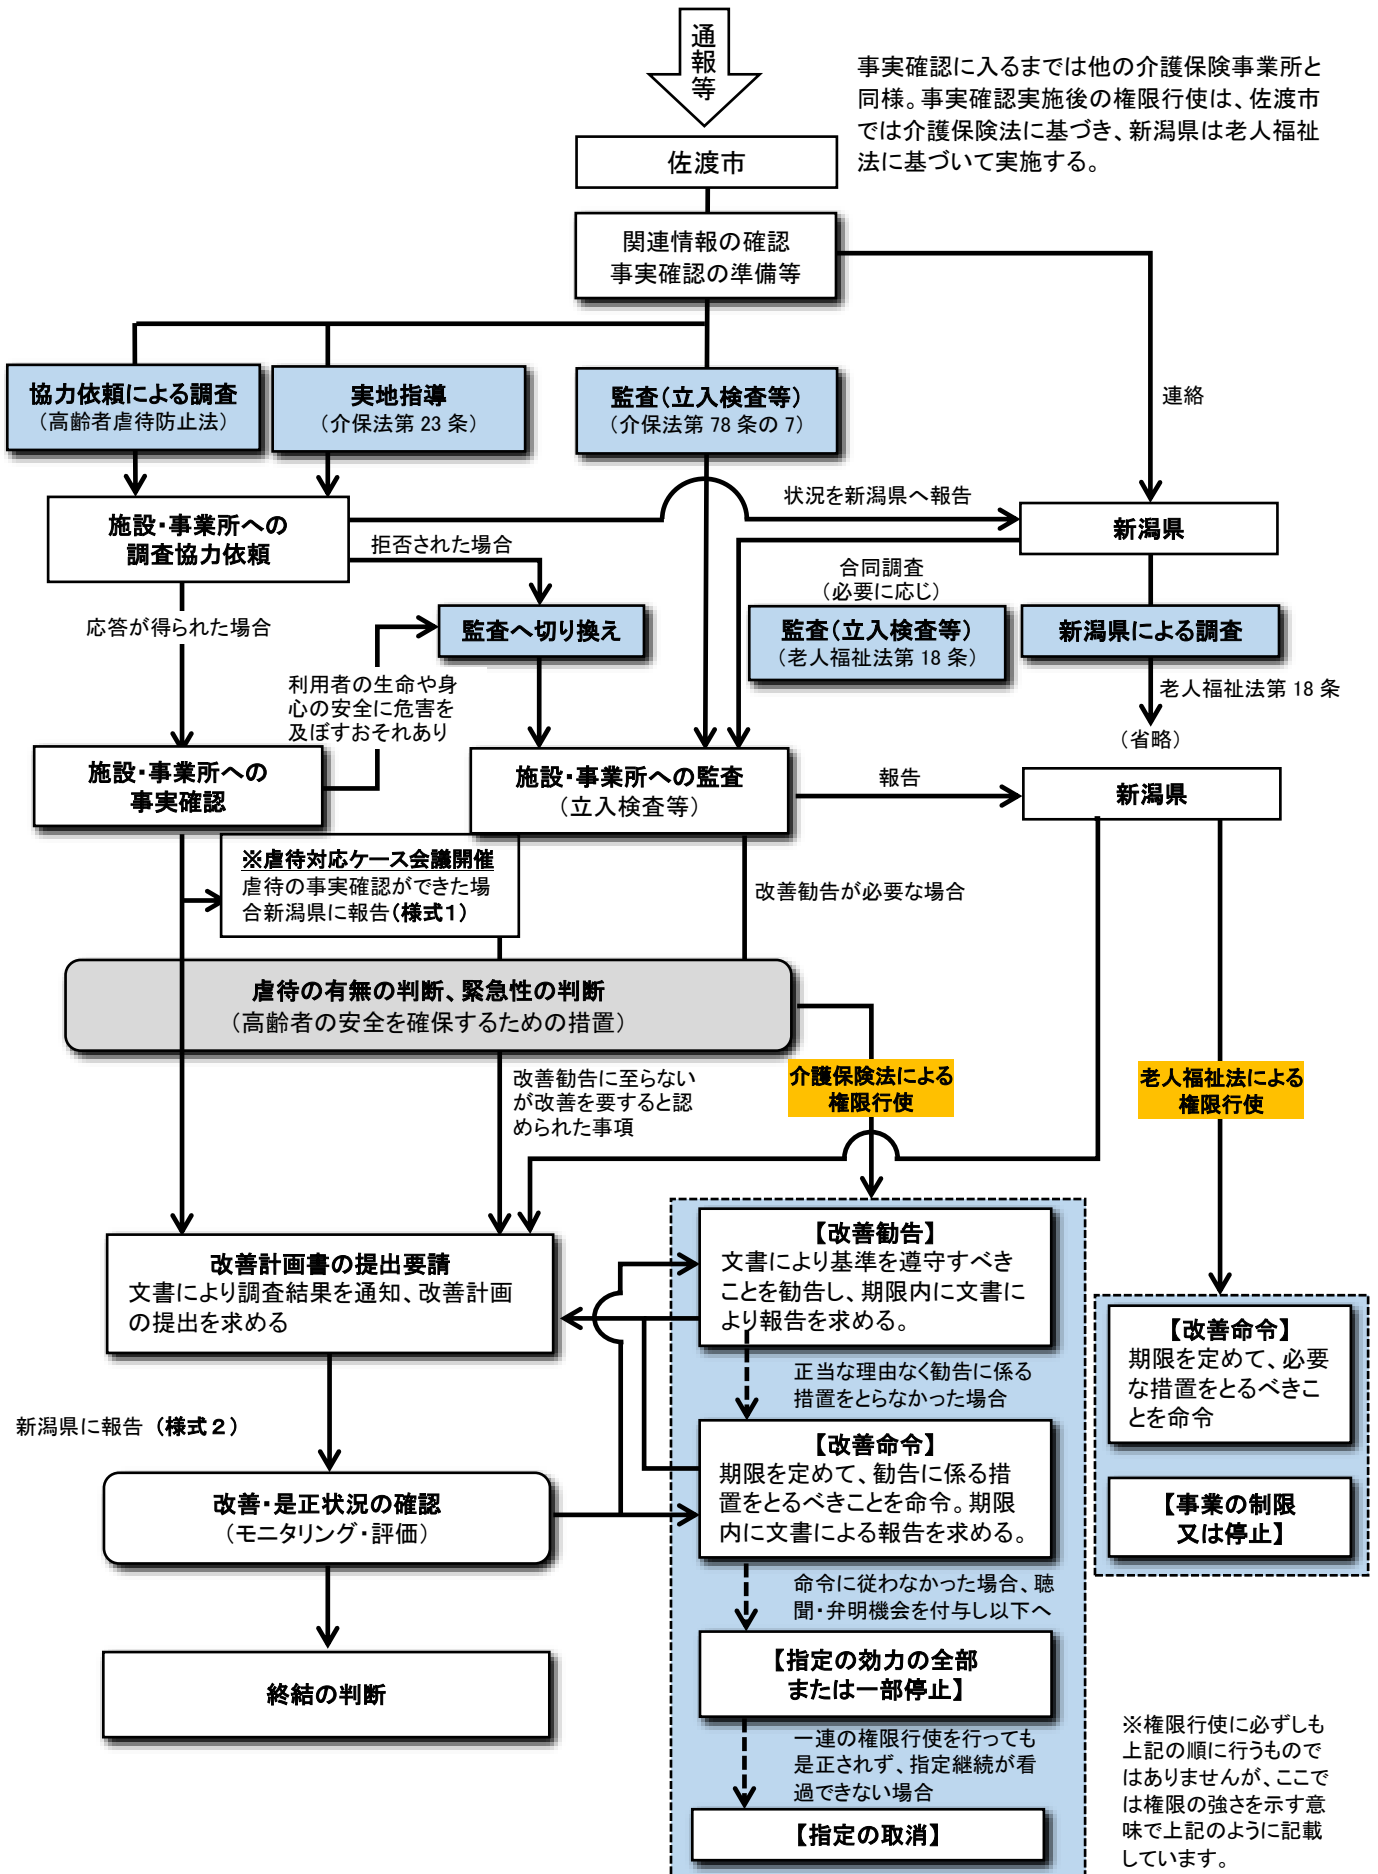 通報等
事実確認に入るまでは他の介護保険事業所と
同様。事実確認実施後の権限行使は、佐渡市
では介護保険法に基づき、新潟県は老人福祉
法に基づいて実施する。
佐渡市
関連情報の確認
事実確認の準備等
協力依頼による調査
(高齢者虐待防止法)
実地指導
(介保法第 23 条)
監査(立入検査等)
(介保法第 78 条の 7)
連絡
状況を新潟県へ報告
施設・事業所への
調査協力依頼
新潟県
拒否された場合
合同調査
(必要に応じ)
応答が得られた場合
監査へ切り換え
監査(立入検査等)
(老人福祉法第 18 条)
新潟県による調査
利用者の生命や身
心の安全に危害を
及ぼすおそれあり
老人福祉法第 18 条
(省略)
施設・事業所への
事実確認
施設・事業所への監査
(立入検査等)
報告
新潟県
※虐待対応ケース会議開催
虐待の事実確認ができた場
合新潟県に報告(様式1)
改善勧告が必要な場合
虐待の有無の判断、緊急性の判断
(高齢者の安全を確保するための措置)
改善勧告に至らない
が改善を要すると認
められた事項
介護保険法による
権限行使
老人福祉法による
権限行使
改善計画書の提出要請
文書により調査結果を通知、改善計画
の提出を求める
【改善勧告】
文書により基準を遵守すべき
ことを勧告し、期限内に文書に
より報告を求める。
正当な理由なく勧告に係る
措置をとらなかった場合
【改善命令】
期限を定めて、必要
な措置をとるべきこ
とを命令
新潟県に報告 (様式2)
【改善命令】
期限を定めて、勧告に係る措
置をとるべきことを命令。期限
内に文書による報告を求める。
改善・是正状況の確認
(モニタリング・評価)
【事業の制限
又は停止】
命令に従わなかった場合、聴
聞・弁明機会を付与し以下へ
【指定の効力の全部
または一部停止】
終結の判断
一連の権限行使を行っても
是正されず、指定継続が看
過できない場合
【指定の取消】
※権限行使に必ずしも
上記の順に行うもので
はありませんが、ここで
は権限の強さを示す意
味で上記のように記載
しています。